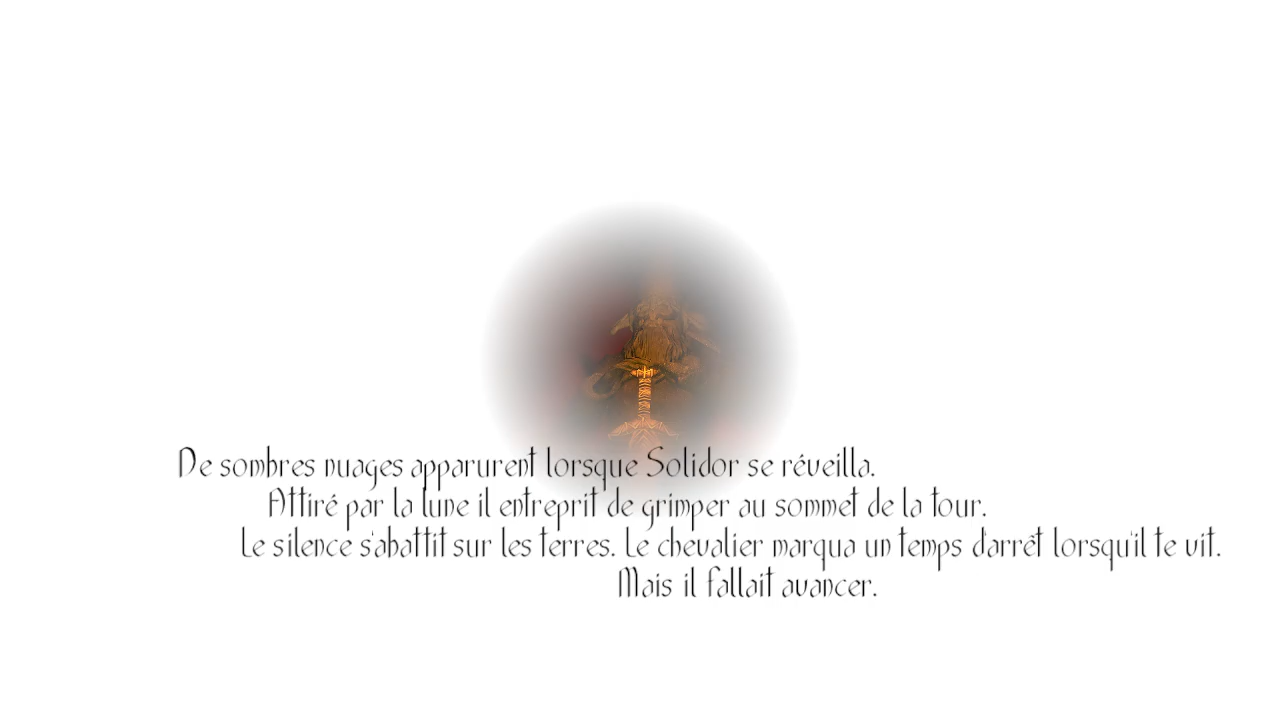 De sombres nuages apparurent lorsque Solidor se réveilla.
Attiré par la lune il entreprit de grimper au sommet de la tour.
Le silence s'abattit sur les terres. Le chevalier marqua un temps d'arrêt lorsqu'il te vit.
Mais il fallait avancer.